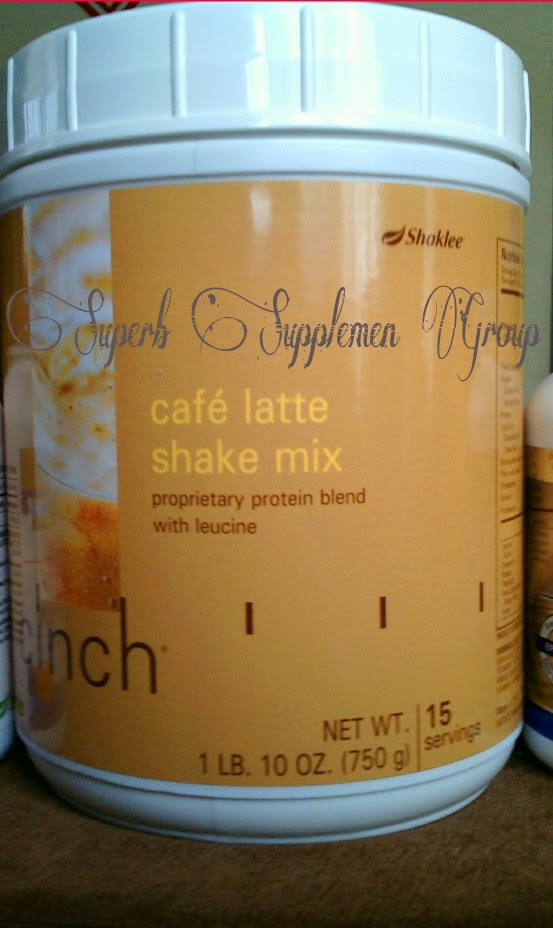 Shaklee
Superb Supplemen Group
café latte
shake mix
proprietary protein blend
with leucine
cinch
NET WT.
1 LB. 10 OZ. (750 g)
15
servings